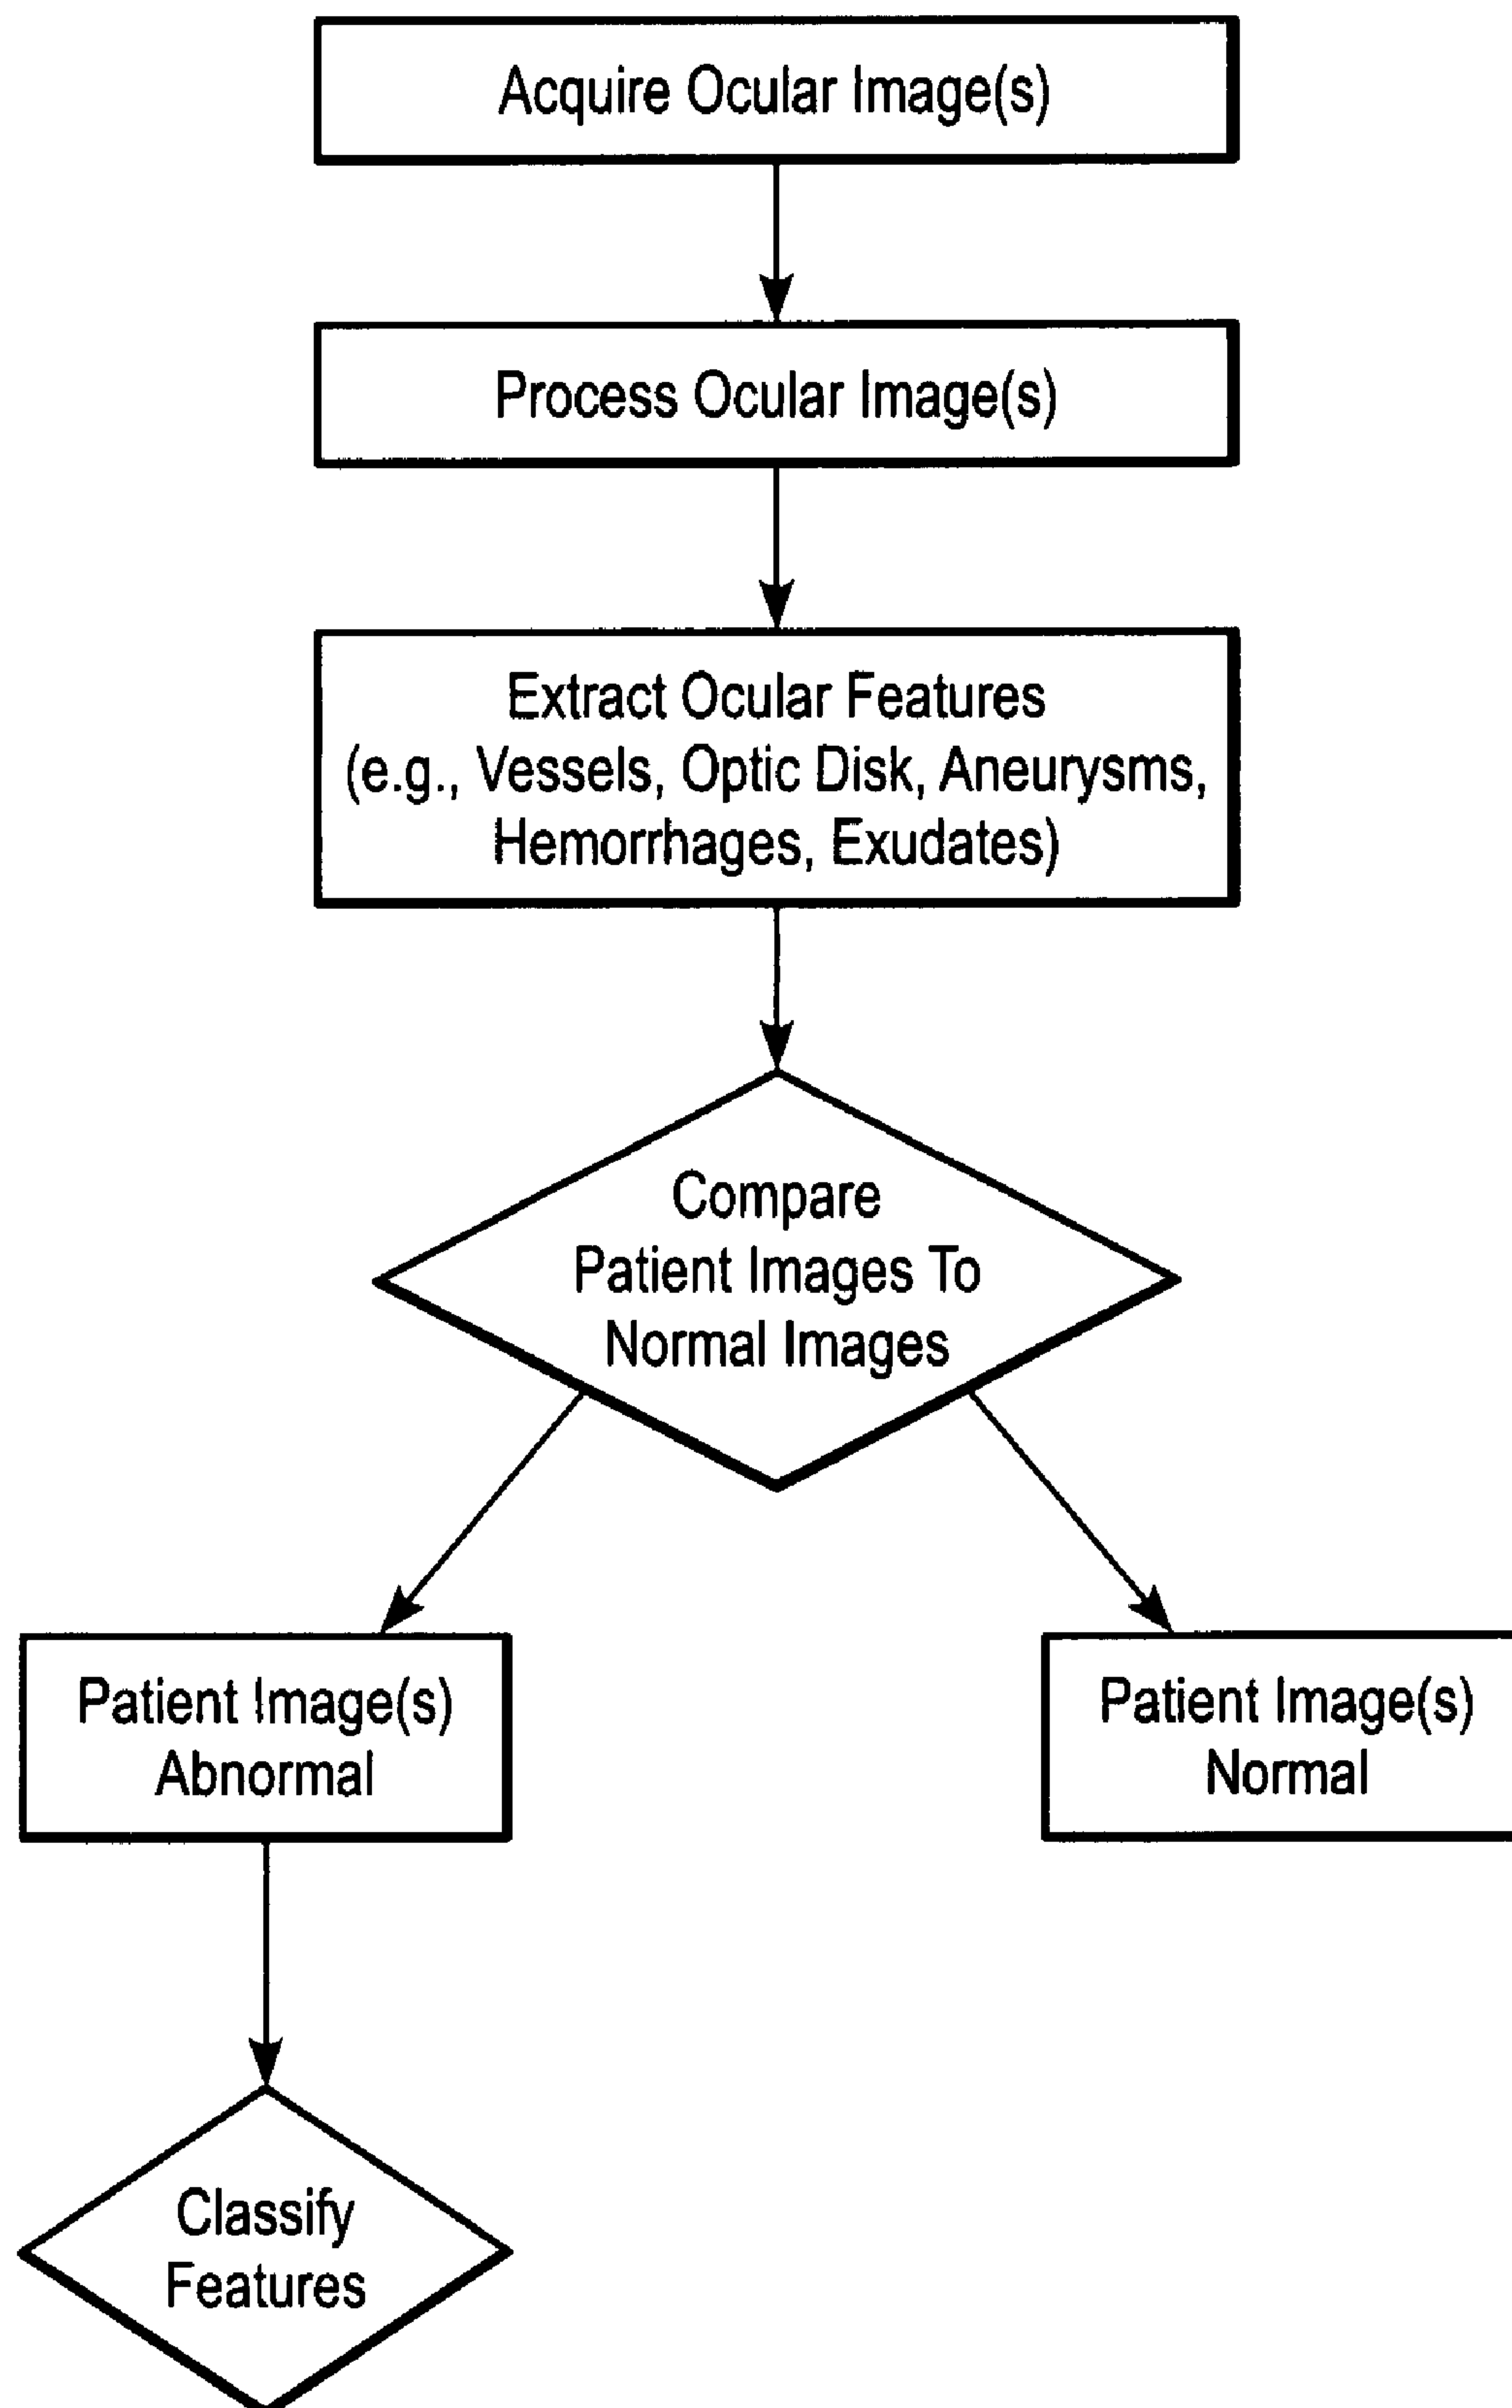 Acquire Ocular Image(s)
Process Ocular Image(s)
Extract Ocular Features
(e.g., Vessels, Optic Disk, Aneurysms,
Hemorrhages, Exudates)
Compare
Patient Images To
Normal Images
Patient Image(s)
Abnormal
Patient Image(s)
Normal
Classify
Features